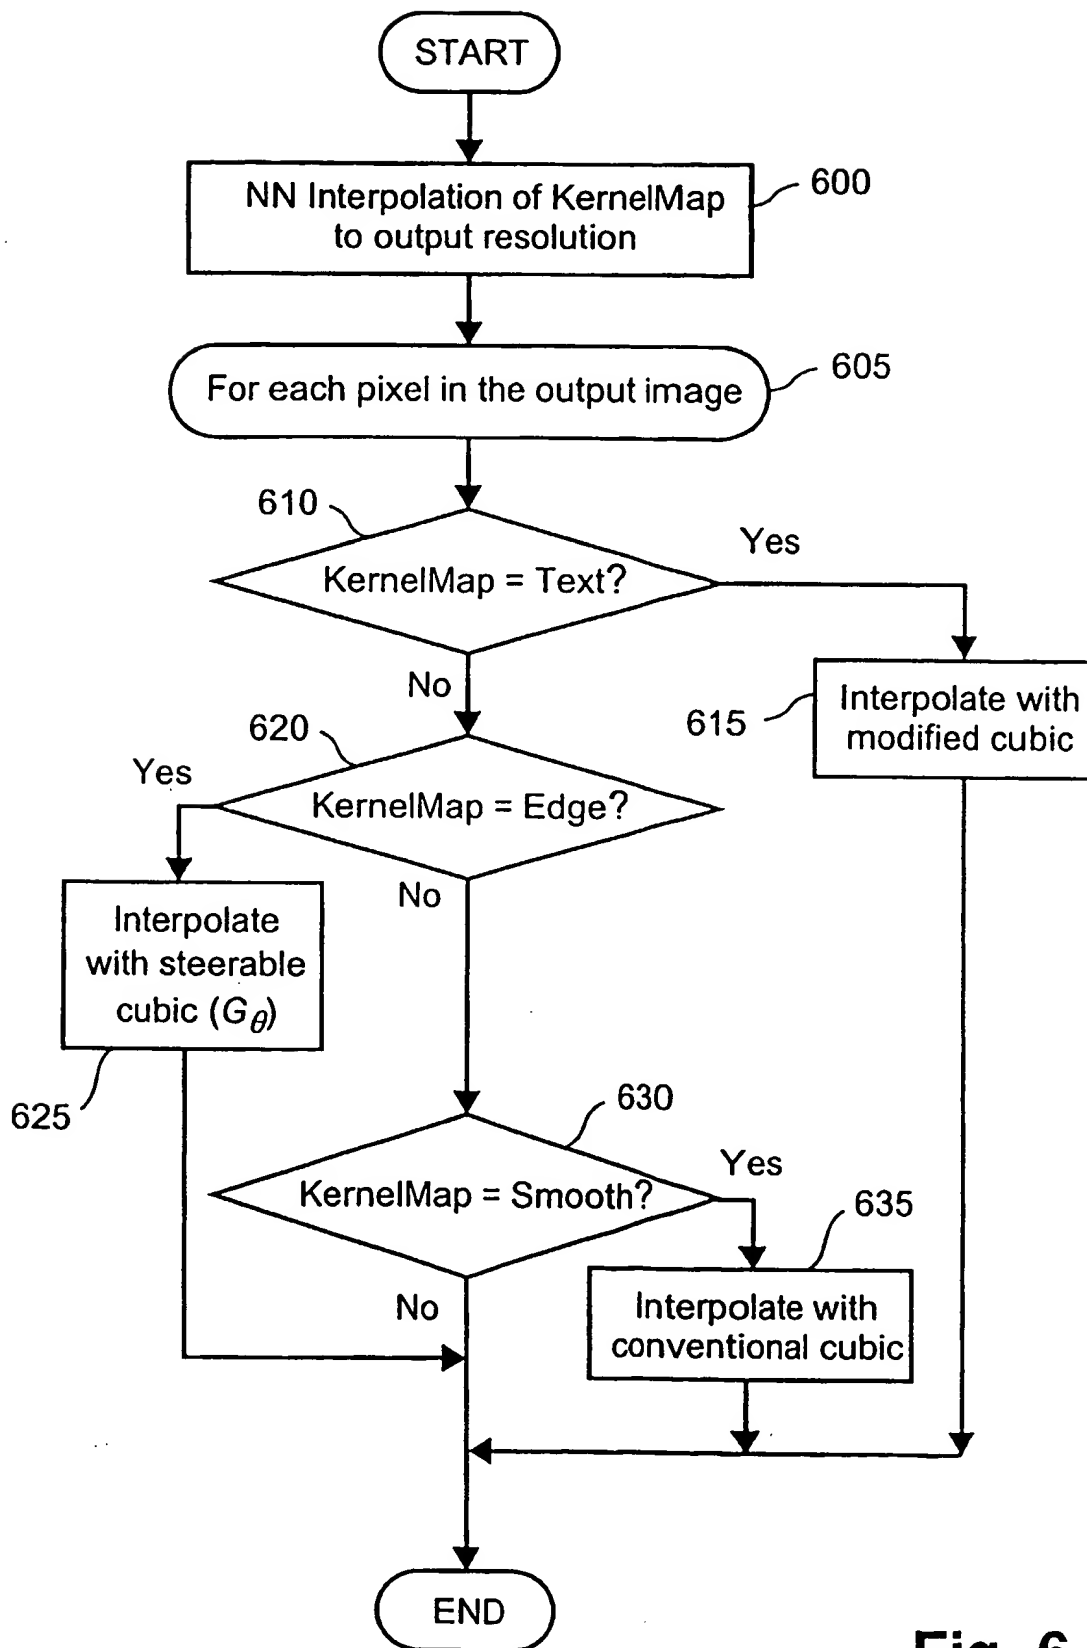 START
NN Interpolation of KernelMap
to output resolution
600
For each pixel in the output image
605
610
KernelMap = Text?
Yes
No
Interpolate with
modified cubic
615
620
KernelMap = Edge?
Yes
No
Interpolate
with steerable
cubic (Gθ)
625
630
KernelMap = Smooth?
Yes
635
No
Interpolate with
conventional cubic
END
Fig. 6